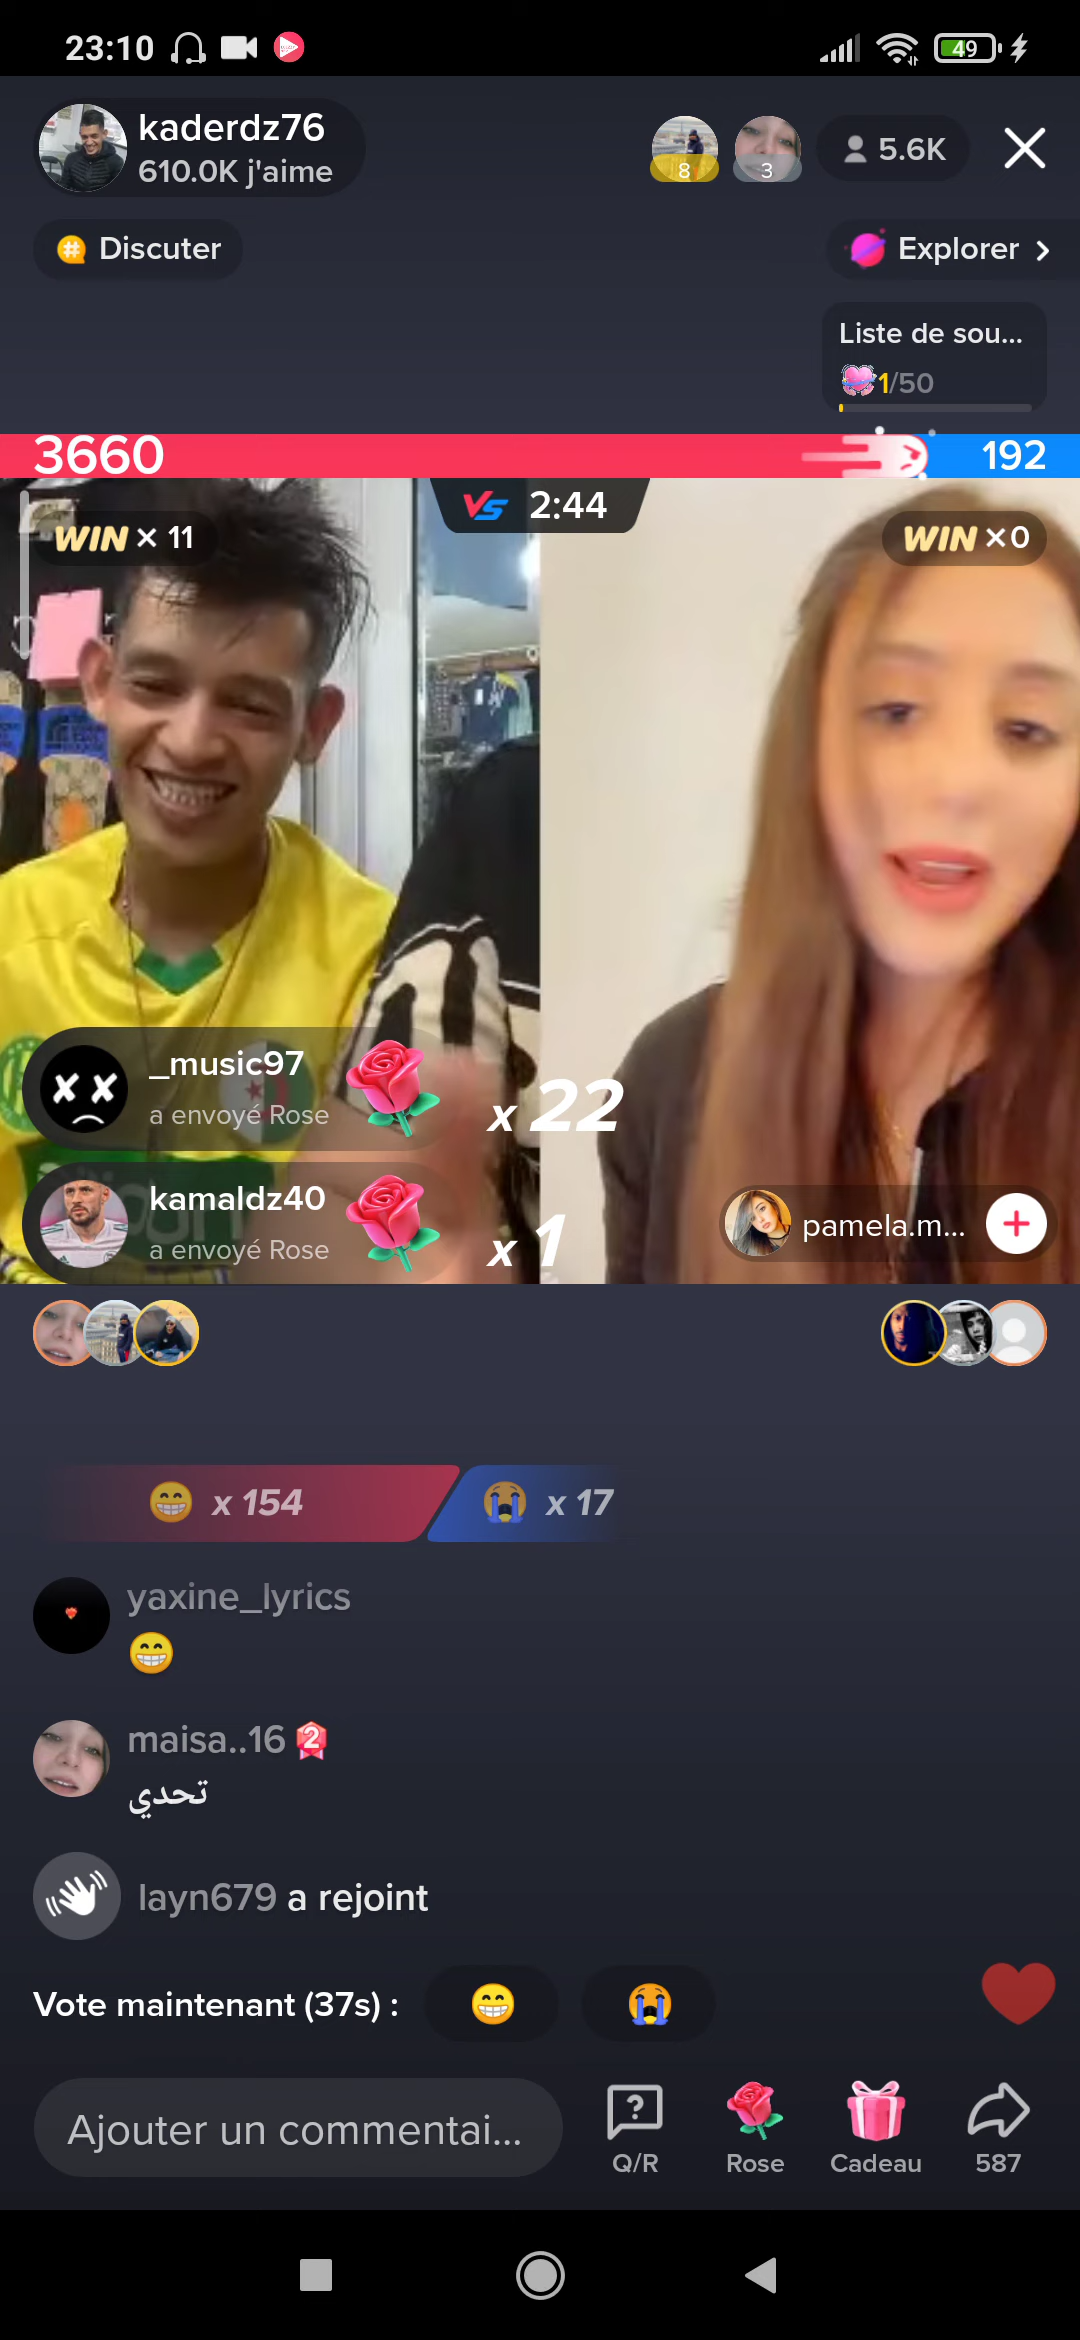 23:10
49
kaderdz76
610.0K j'aime
8
3
5.6K
Discuter
Explorer
Liste de sou...
1/50
3660
192
VS 2:44
WIN × 11
WIN ×0
_music97
a envoyé Rose
x 22
kamaldz40
a envoyé Rose
x 1
pamela.m...
x 154
x 17
yaxine_lyrics
maisa..16 2
تحدي
layn679 a rejoint
Vote maintenant (37s) :
Ajouter un commentai...
Q/R
Rose
Cadeau
587